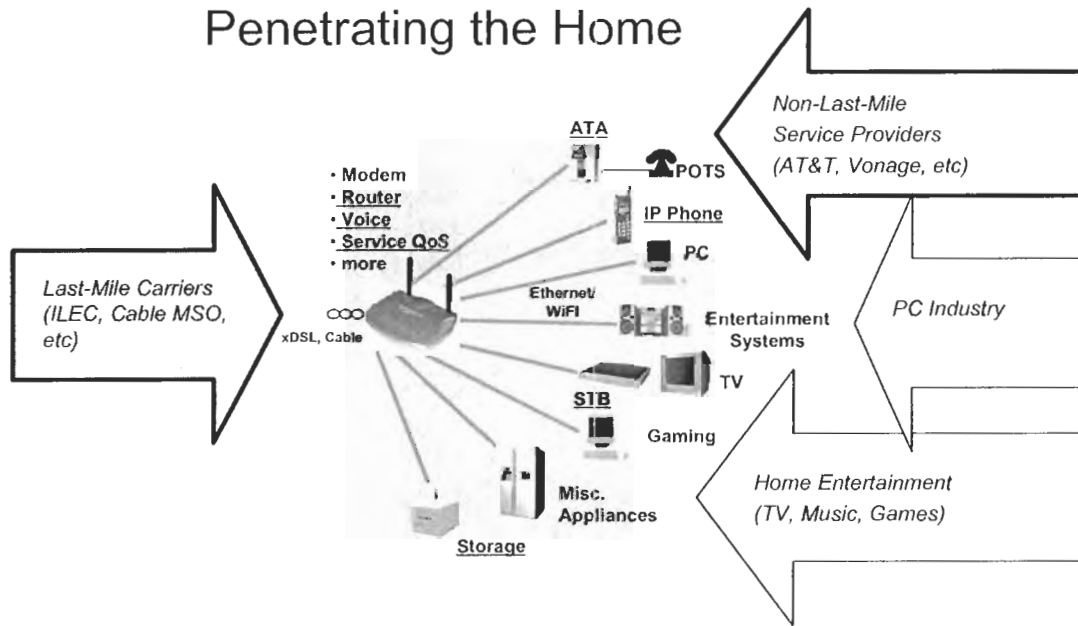 Penetrating the Home
Non-Last-Mile
Service Providers
(AT&T, Vonage, etc)
ATA
POTS
• Modem
• Router
• Voice
• Service QoS
• more
IP Phone
PC
Last-Mile Carriers
(ILEC, Cable MSO,
etc)
xDSL, Cable
Ethernet/
WiFI
Entertainment
Systems
PC Industry
TV
STB
Gaming
Misc.
Appliances
Storage
Home Entertainment
(TV, Music, Games)